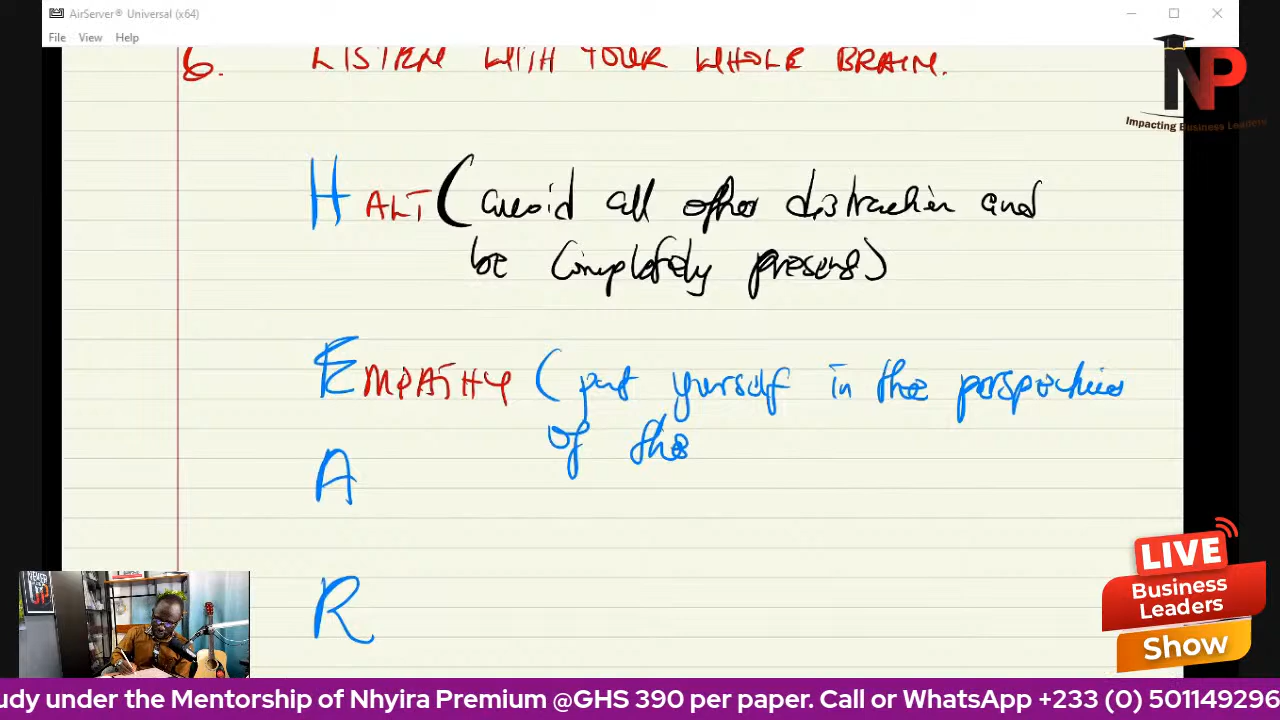 AirServer® Universal (x64)
File View Help
6. LISTEN WITH YOUR WHOLE BRAIN.
NP
Impacting Business Leaders
HALT (avoid all other distraction and
be completely present)
EMPATHY (put yourself in the perspective
of the
A
R
LIVE
Business
Leaders
Show
UP
udy under the Mentorship of Nhyira Premium @GHS 390 per paper. Call or WhatsApp +233 (0) 501149296